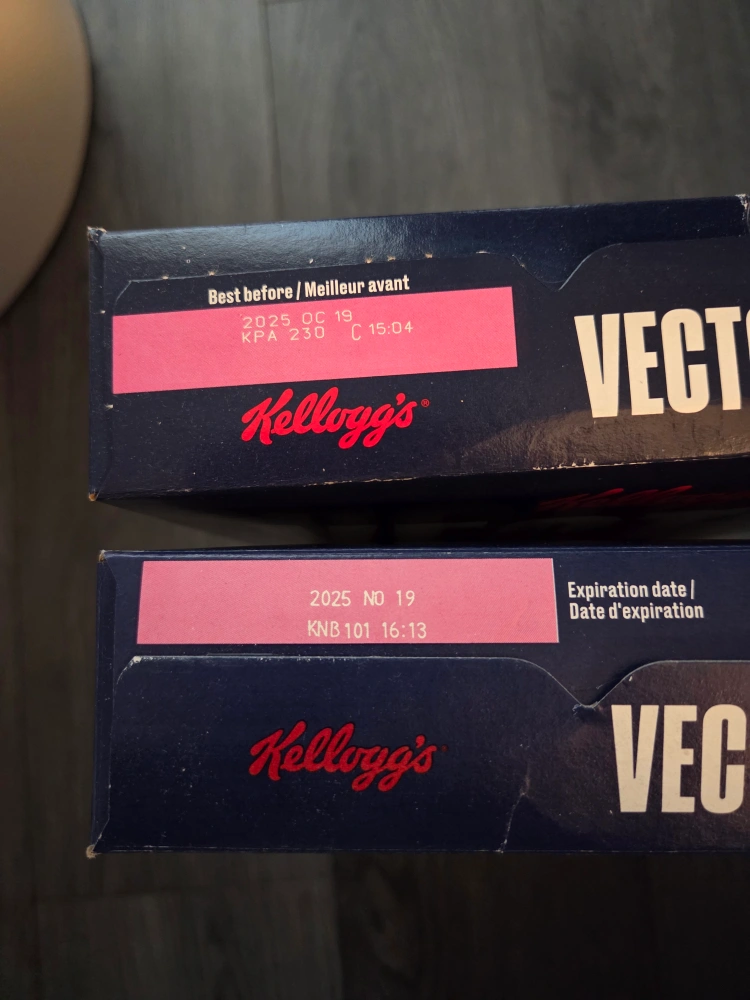 Best before / Meilleur avant
2025 OC 19
KPA 230 C 15:04
Kellogg's®
VECT
2025 NO 19
KNB 101 16:13
Expiration date /
Date d'expiration
Kellogg's
VEC